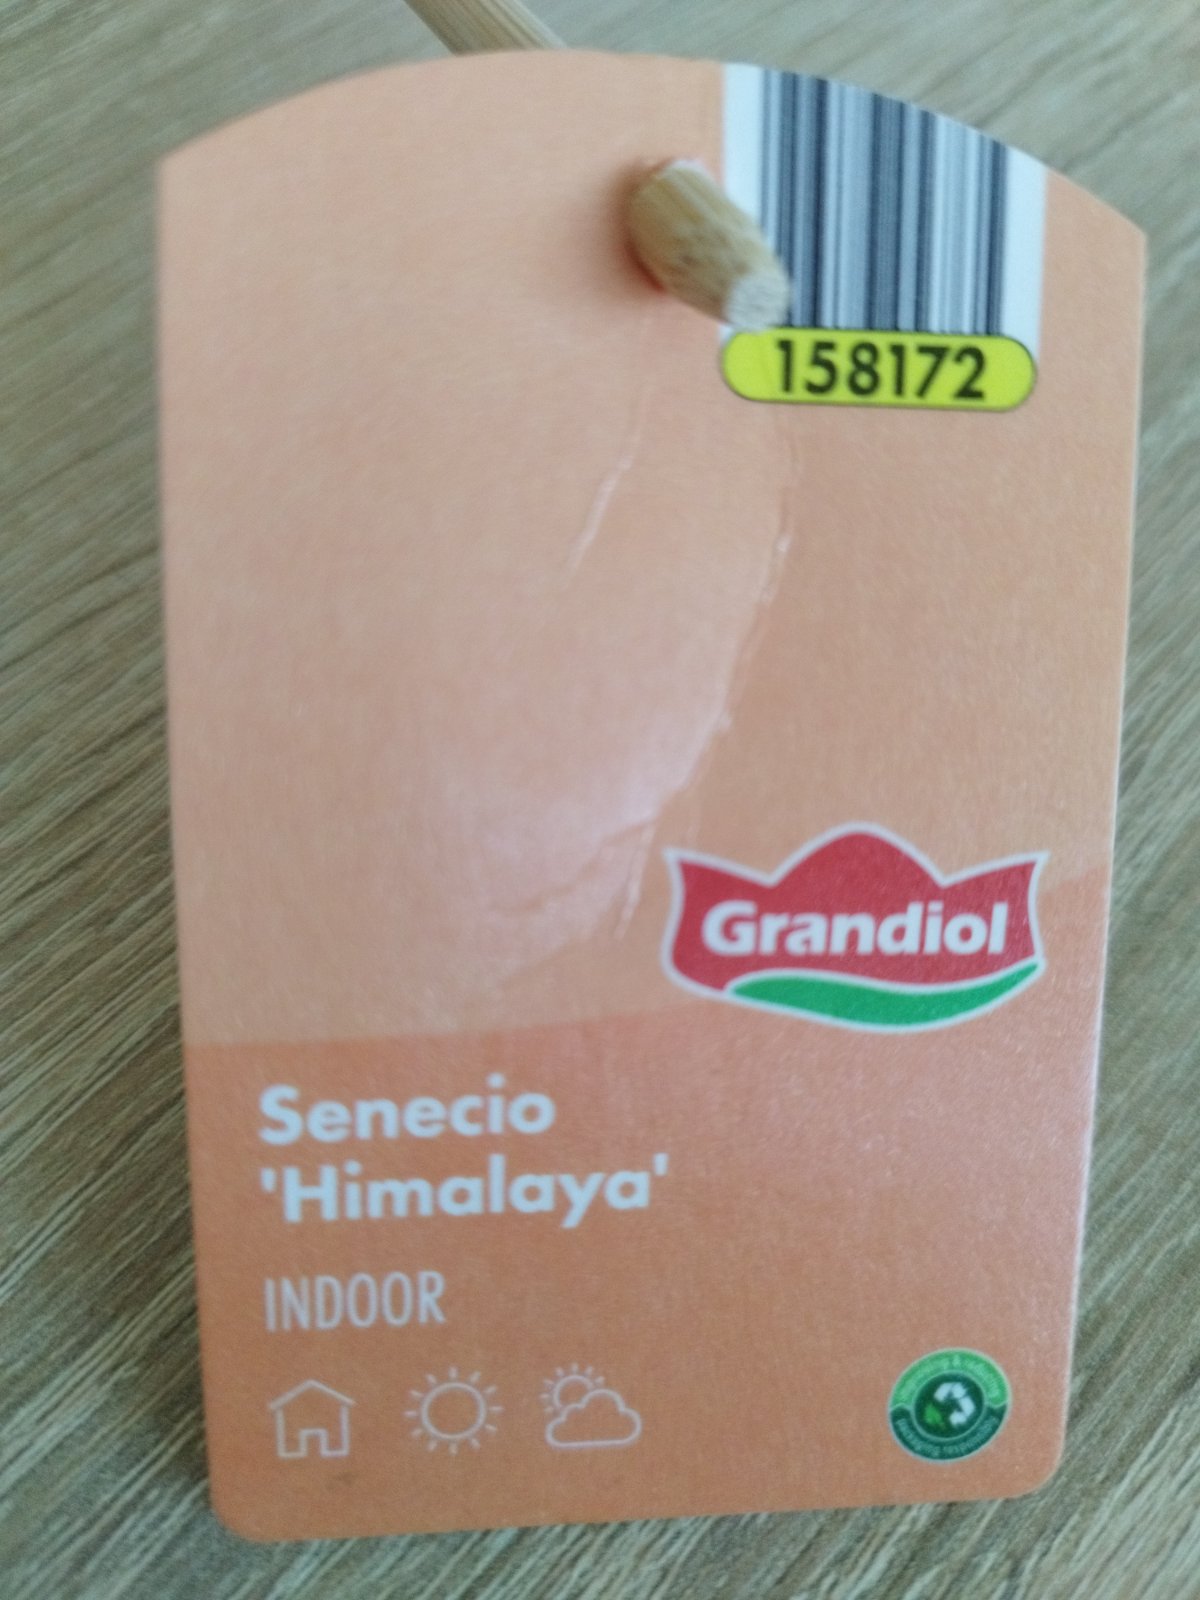 158172
Grandiol
Senecio
'Himalaya'
INDOOR